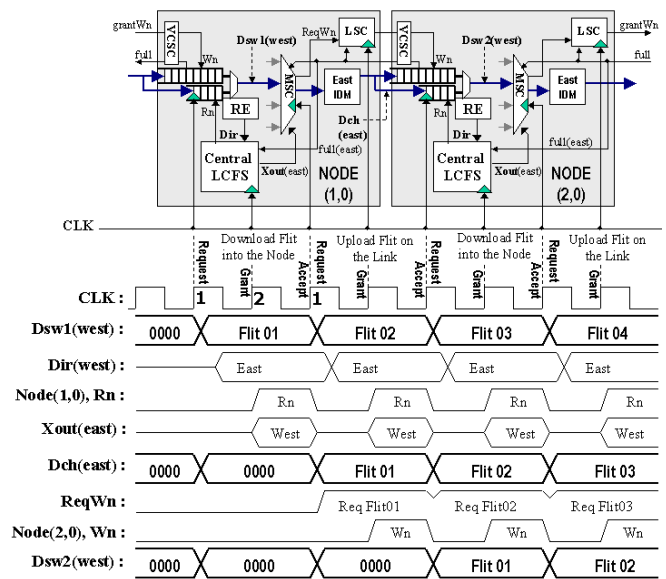 grantWn
VCSC
Wn
Dsw1(west)
ReqWn
LSC
VCSC
Wn
Dsw2(west)
LSC
grantWn
full
full
MSC
East
IDM
MSC
East
IDM
Rn
RE
Dch
(east)
Rn
RE
Dir
full(east)
Dir
full(east)
Central
LCFS
Xout(east)
NODE
(1,0)
Central
LCFS
Xout(east)
NODE
(2,0)
CLK
Request
Download Flit
into the Node
Grant
Accept
Request
Upload Flit on
the Link
Grant
Accept
Request
Download Flit
into the Node
Grant
Accept
Request
Upload Flit on
the Link
Grant
CLK :
1
2
1
Dsw1(west) :
0000
Flit 01
Flit 02
Flit 03
Flit 04
Dir(west) :
East
East
East
East
Node(1,0), Rn :
Rn
Rn
Rn
Rn
Xout(east) :
West
West
West
West
Dch(east) :
0000
0000
Flit 01
Flit 02
Flit 03
ReqWn :
Req Flit01
Req Flit02
Req Flit03
Node(2,0), Wn :
Wn
Wn
Wn
Dsw2(west) :
0000
0000
0000
Flit 01
Flit 02